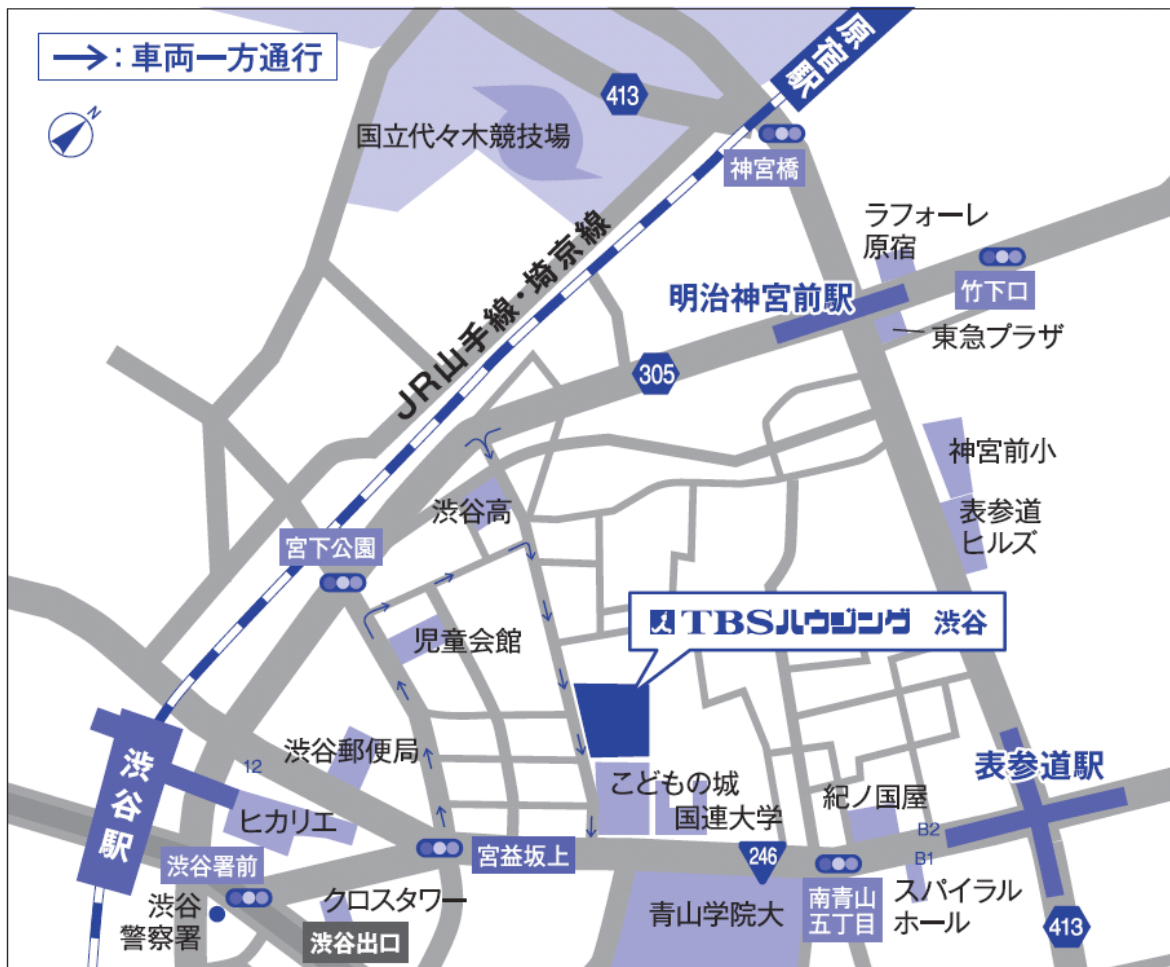 →：車両一方通行
N
原宿駅
413
国立代々木競技場
神宮橋
ラフォーレ
原宿
竹下口
明治神宮前駅
東急プラザ
JR山手線・埼京線
305
神宮前小
渋谷高
表参道
ヒルズ
宮下公園
TBSハウジング 渋谷
児童会館
渋谷郵便局
12
渋谷駅
ヒカリエ
こどもの城
国連大学
紀ノ国屋
表参道駅
B2
B1
宮益坂上
246
渋谷署前
クロスタワー
渋谷
警察署
渋谷出口
青山学院大
南青山
五丁目
スパイラル
ホール
413